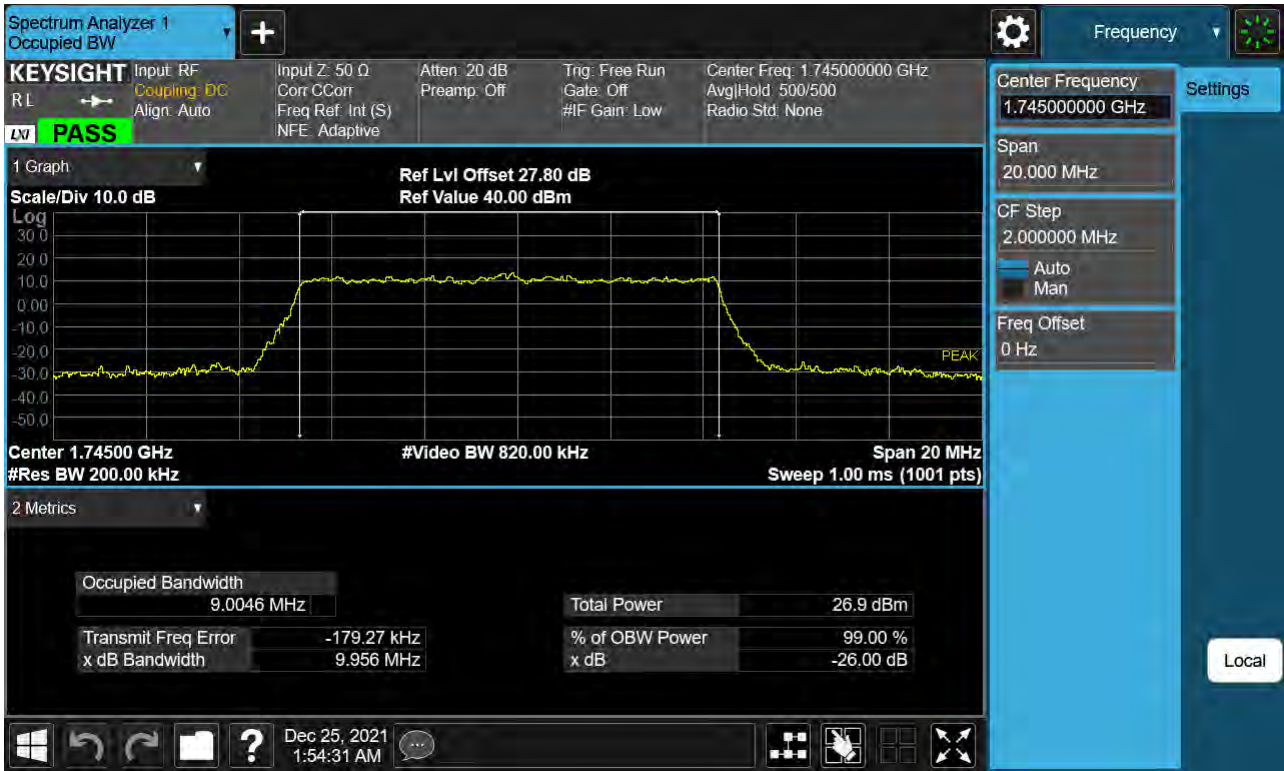 Spectrum Analyzer 1
Occupied BW
+
Frequency
KEYSIGHT
RL
LXI
PASS
Input: RF
Coupling: DC
Align: Auto
Input Z: 50 Ω
Corr CCorr
Freq Ref: Int (S)
NFE: Adaptive
Atten: 20 dB
Preamp: Off
Trig: Free Run
Gate: Off
#IF Gain: Low
Center Freq: 1.745000000 GHz
Avg|Hold: 500/500
Radio Std: None
Center Frequency
1.745000000 GHz
Settings
Span
20.000 MHz
CF Step
2.000000 MHz
Auto
Man
Freq Offset
0 Hz
Local
1 Graph
Scale/Div 10.0 dB
Ref Lvl Offset 27.80 dB
Ref Value 40.00 dBm
Log
30.0
20.0
10.0
0.00
-10.0
-20.0
-30.0
-40.0
-50.0
PEAK
Center 1.74500 GHz
#Video BW 820.00 kHz
Span 20 MHz
#Res BW 200.00 kHz
Sweep 1.00 ms (1001 pts)
2 Metrics
Occupied Bandwidth
9.0046 MHz
Total Power 26.9 dBm
Transmit Freq Error -179.27 kHz
% of OBW Power 99.00 %
x dB Bandwidth 9.956 MHz
x dB -26.00 dB
?
Dec 25, 2021
1:54:31 AM